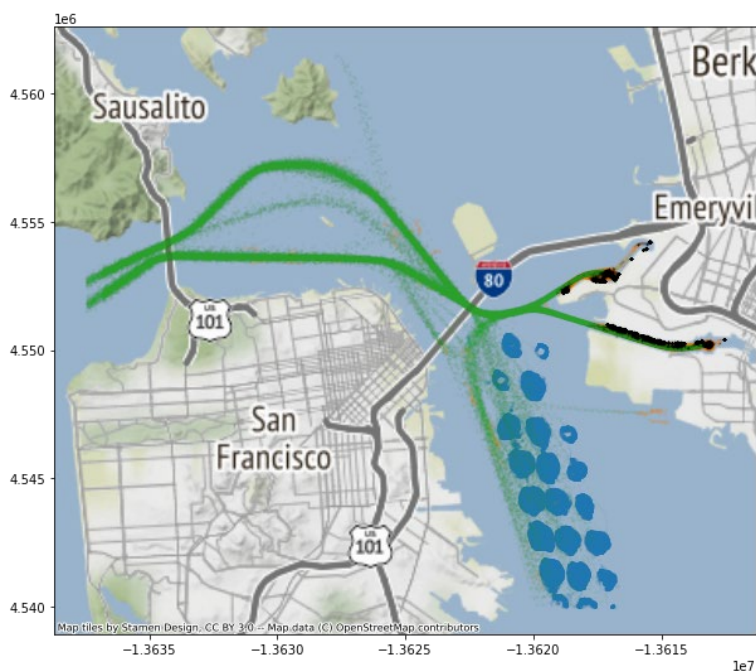 1e6
4.560
4.555
4.550
4.545
4.540
Sausalito
Berk
Emeryvil
80
U.S.
101
San
Francisco
U.S.
101
Map tiles by Stamen Design, CC BY 3.0 -- Map data (C) OpenStreetMap contributors
−1.3635
−1.3630
−1.3625
−1.3620
−1.3615
1e7